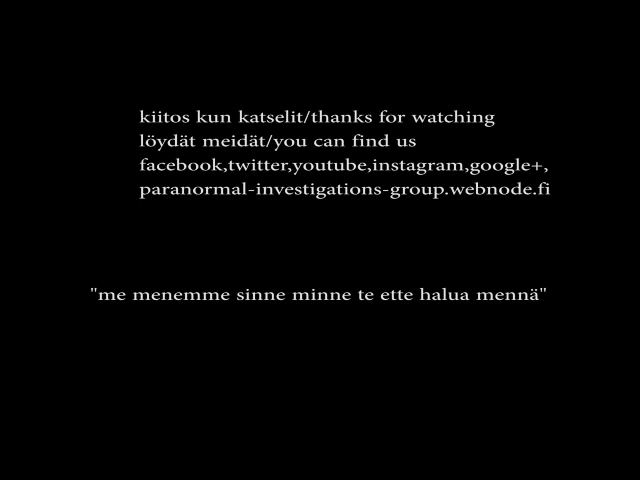 kiitos kun katselit/thanks for watching
löydät meidät/you can find us
facebook,twitter,youtube,instagram,google+,
paranormal-investigations-group.webnode.fi
"me menemme sinne minne te ette halua mennä"